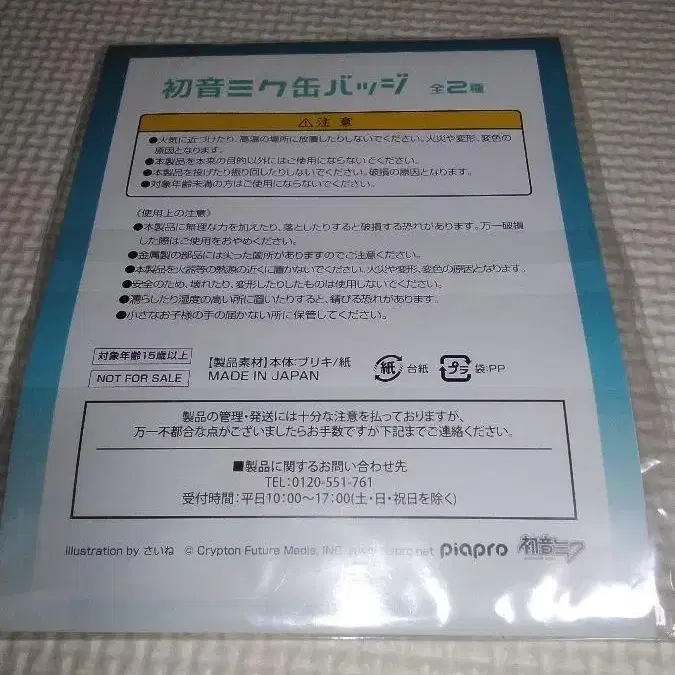 初音ミク缶バッジ 全2種
⚠注意
●火気に近づけたり、高温の場所に放置したりしないでください。火災や変形、変色の
原因となります。
●本製品を本来の目的以外にはご使用にならないでください。
●本製品を投げたり振り回したりしないでください。破損の原因となります。
●対象年齢未満の方はご使用にならないでください。
〈使用上の注意〉
●本製品に無理な力を加えたり、落としたりすると破損する恐れがあります。万一破損
した際はご使用をおやめください。
●金属製の部品には尖った箇所がありますのでご注意ください。
●本製品を火器等の熱源の近くに置かないでください。火災や変形、変色の原因となります。
●安全のため、壊れたり、変形したりしたものは使用しないでください。
●濡らしたり湿度の高い所に置いたりすると、錆びる恐れがあります。
●小さなお子様の手の届かない所に保管してください。
対象年齢15歳以上
NOT FOR SALE
【製品素材】本体:ブリキ/紙
MADE IN JAPAN
紙 台紙 プラ 袋:PP
製品の管理・発送には十分な注意を払っておりますが、
万一不都合な点がございましたらお手数ですが下記までご連絡ください。
■製品に関するお問い合わせ先
TEL:0120-551-761
受付時間:平日10:00～17:00(土・日・祝日を除く)
illustration by さいね © Crypton Future Media, INC. piapro 初音ミク